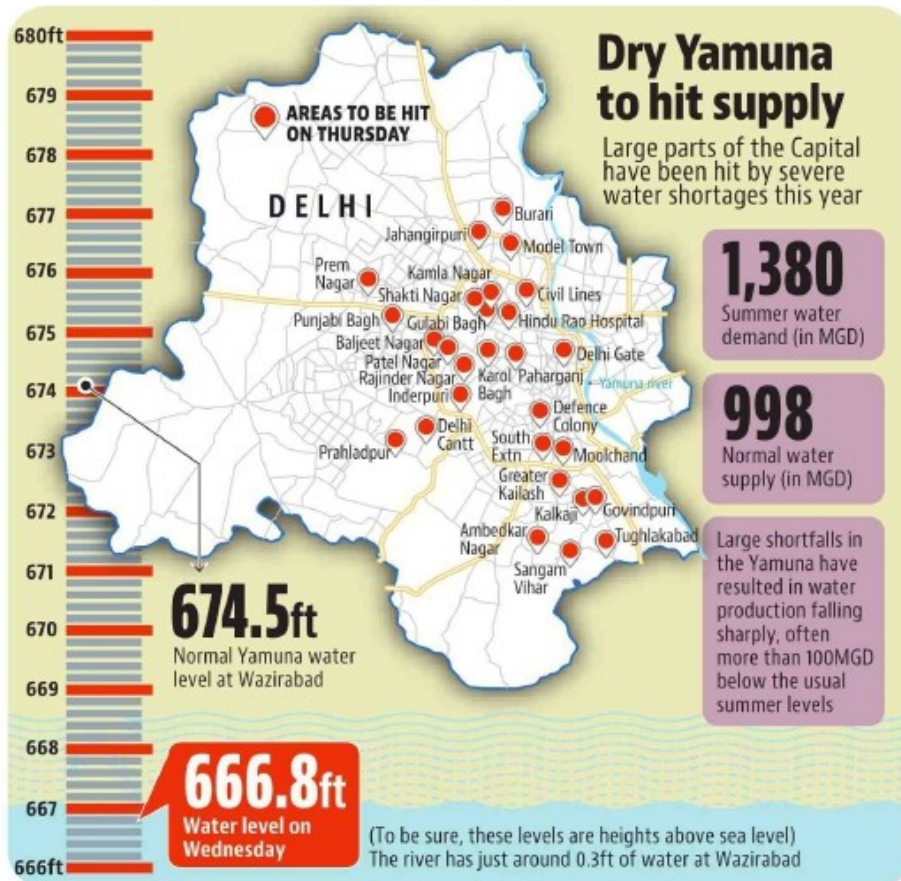 Dry Yamuna
to hit supply
Large parts of the Capital
have been hit by severe
water shortages this year
680ft
679
678
677
676
675
674
673
672
671
670
669
668
667
666ft
AREAS TO BE HIT
ON THURSDAY
DELHI
Burari
Jahangirpuri
Model Town
Prem
Nagar
Kamla Nagar
Shakti Nagar
Civil Lines
Punjabi Bagh
Gulabi Bagh
Hindu Rao Hospital
Baljeet Nagar
Patel Nagar
Rajinder Nagar
Inderpuri
Karol
Bagh
Paharganj
Delhi Gate
Yamuna river
Defence
Colony
Delhi
Cantt
Prahladpur
South
Extn
Moolchand
Greater
Kailash
Kalkaji
Govindpuri
Ambedkar
Nagar
Tughlakabad
Sangam
Vihar
1,380
Summer water
demand (in MGD)
998
Normal water
supply (in MGD)
Large shortfalls in
the Yamuna have
resulted in water
production falling
sharply, often
more than 100MGD
below the usual
summer levels
674.5ft
Normal Yamuna water
level at Wazirabad
666.8ft
Water level on
Wednesday
(To be sure, these levels are heights above sea level)
The river has just around 0.3ft of water at Wazirabad